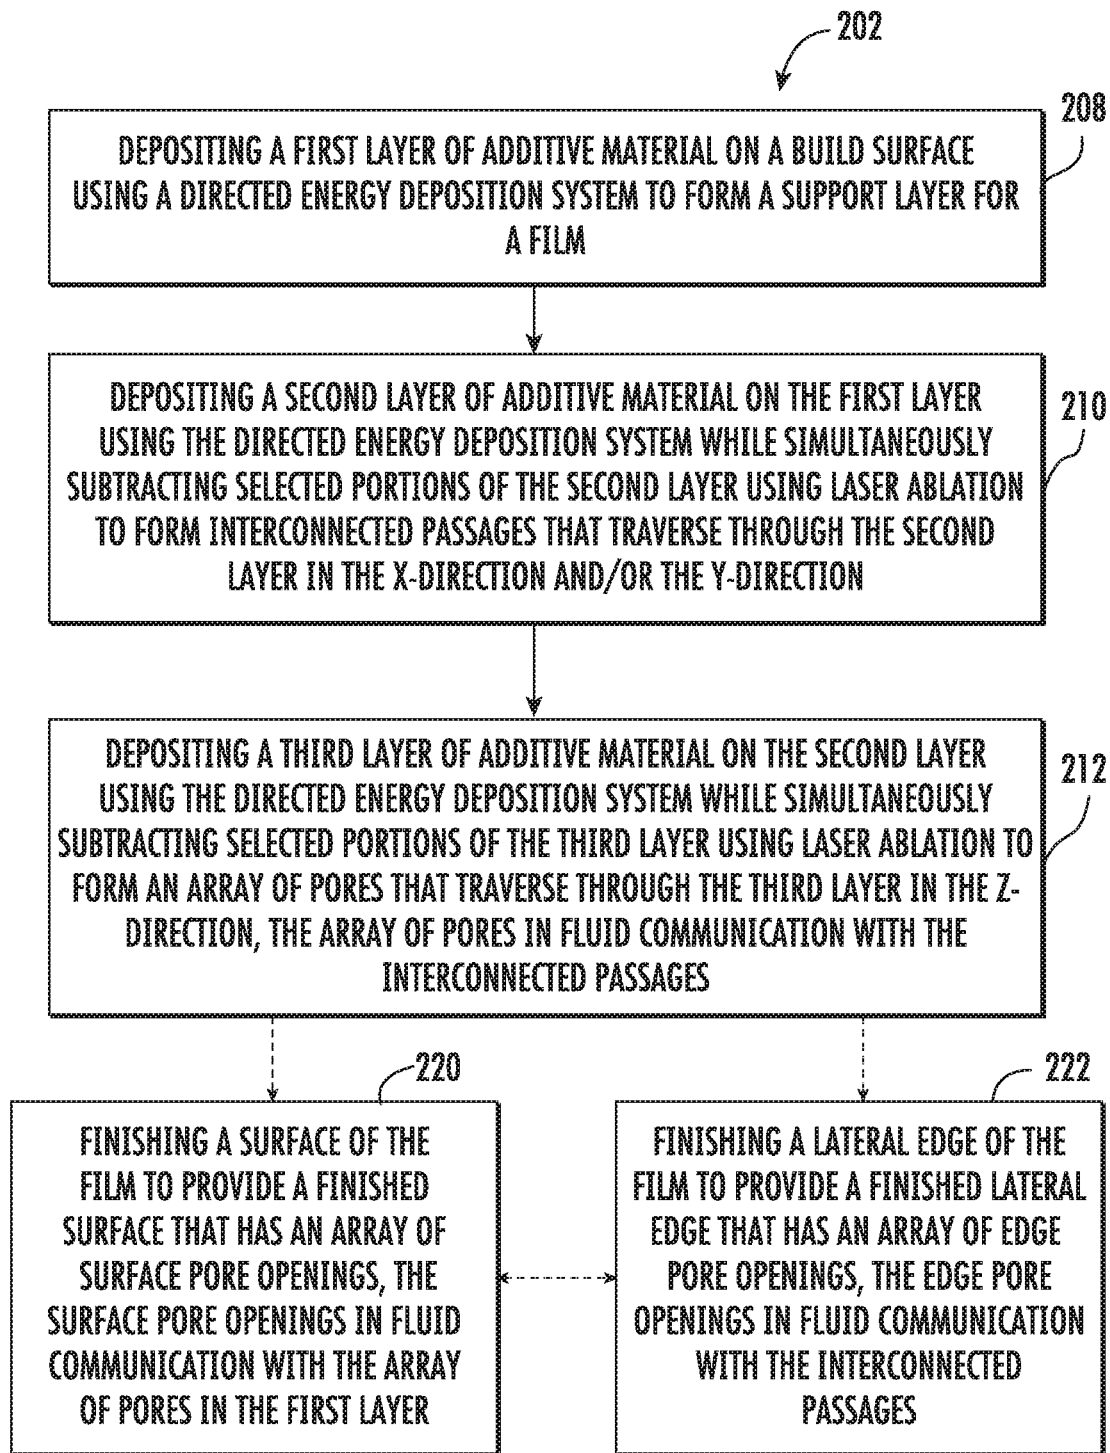 202
208
DEPOSITING A FIRST LAYER OF ADDITIVE MATERIAL ON A BUILD SURFACE
USING A DIRECTED ENERGY DEPOSITION SYSTEM TO FORM A SUPPORT LAYER FOR
A FILM
210
DEPOSITING A SECOND LAYER OF ADDITIVE MATERIAL ON THE FIRST LAYER
USING THE DIRECTED ENERGY DEPOSITION SYSTEM WHILE SIMULTANEOUSLY
SUBTRACTING SELECTED PORTIONS OF THE SECOND LAYER USING LASER ABLATION
TO FORM INTERCONNECTED PASSAGES THAT TRAVERSE THROUGH THE SECOND
LAYER IN THE X-DIRECTION AND/OR THE Y-DIRECTION
212
DEPOSITING A THIRD LAYER OF ADDITIVE MATERIAL ON THE SECOND LAYER
USING THE DIRECTED ENERGY DEPOSITION SYSTEM WHILE SIMULTANEOUSLY
SUBTRACTING SELECTED PORTIONS OF THE THIRD LAYER USING LASER ABLATION TO
FORM AN ARRAY OF PORES THAT TRAVERSE THROUGH THE THIRD LAYER IN THE Z-
DIRECTION, THE ARRAY OF PORES IN FLUID COMMUNICATION WITH THE
INTERCONNECTED PASSAGES
220
FINISHING A SURFACE OF THE
FILM TO PROVIDE A FINISHED
SURFACE THAT HAS AN ARRAY OF
SURFACE PORE OPENINGS, THE
SURFACE PORE OPENINGS IN FLUID
COMMUNICATION WITH THE ARRAY
OF PORES IN THE FIRST LAYER
222
FINISHING A LATERAL EDGE OF THE
FILM TO PROVIDE A FINISHED LATERAL
EDGE THAT HAS AN ARRAY OF EDGE
PORE OPENINGS, THE EDGE PORE
OPENINGS IN FLUID COMMUNICATION
WITH THE INTERCONNECTED
PASSAGES